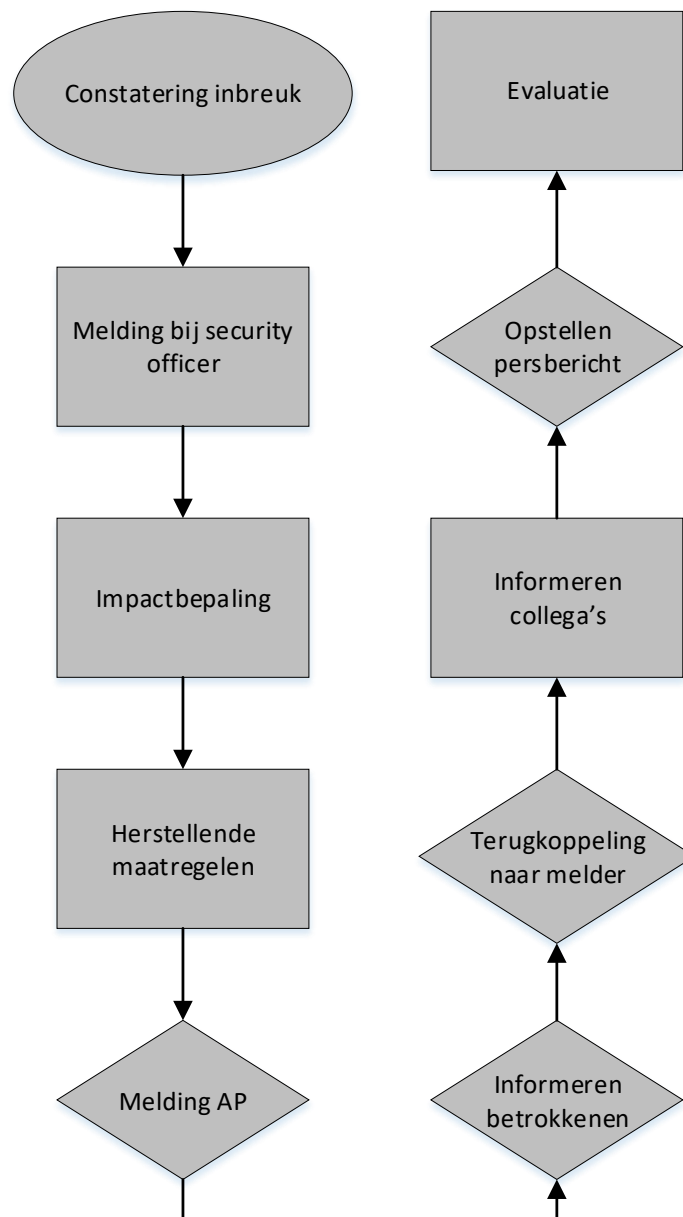 Constatering inbreuk
Melding bij security
officer
Impactbepaling
Herstellende
maatregelen
Melding AP
Informeren
betrokkenen
Terugkoppeling
naar melder
Informeren
collega's
Opstellen
persbericht
Evaluatie